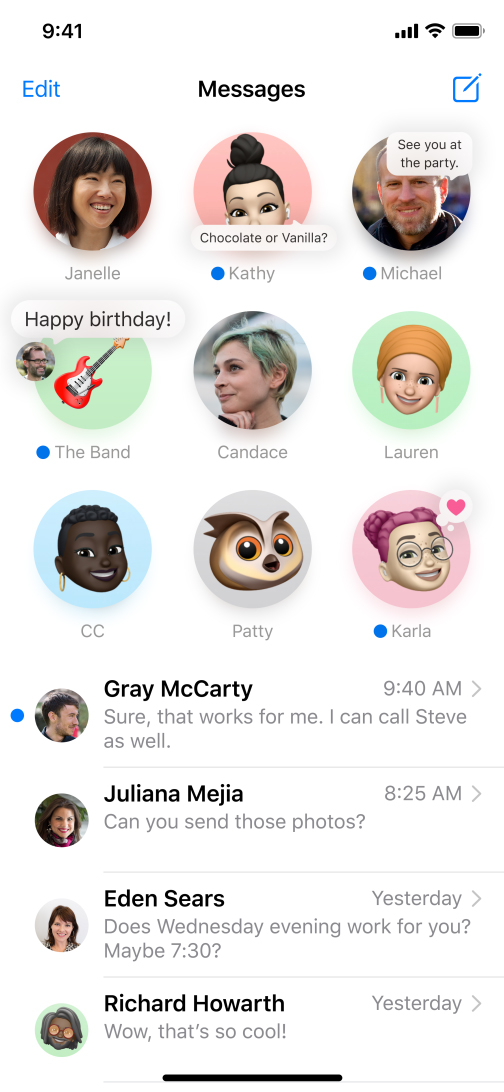 9:41
Edit
Messages
See you at
the party.
Chocolate or Vanilla?
Janelle
Kathy
Michael
Happy birthday!
The Band
Candace
Lauren
CC
Patty
Karla
Gray McCarty 9:40 AM
Sure, that works for me. I can call Steve
as well.
Juliana Mejia 8:25 AM
Can you send those photos?
Eden Sears Yesterday
Does Wednesday evening work for you?
Maybe 7:30?
Richard Howarth Yesterday
Wow, that’s so cool!